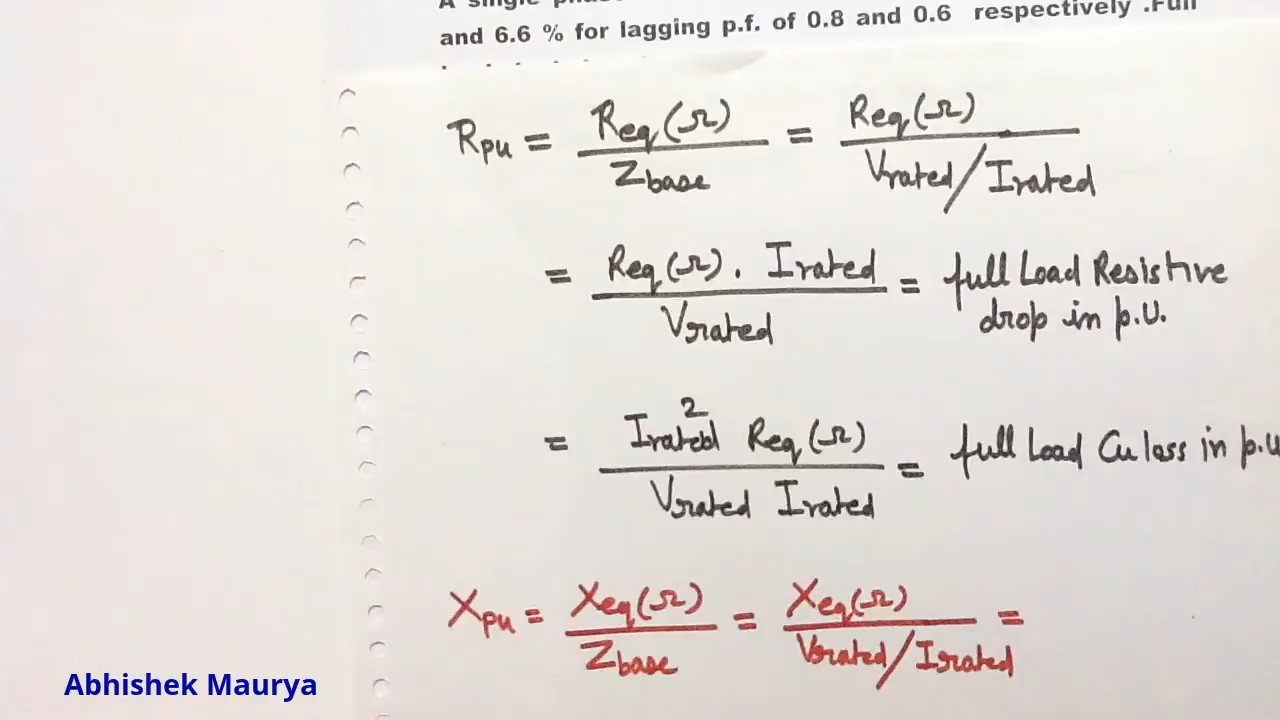 A single
and 6.6 % for lagging p.f. of 0.8 and 0.6 respectively .Full
Rpu = Req(Ω) / Zbase = Req(Ω) / Vrated/Irated
= Req(Ω) . Irated / Vrated = full Load Resistive
drop in p.u.
= Irated² Req(Ω) / Vrated Irated = full Load Cu loss in p.u
Xpu = Xeq(Ω) / Zbase = Xeq(Ω) / Vrated/Irated =
Abhishek Maurya